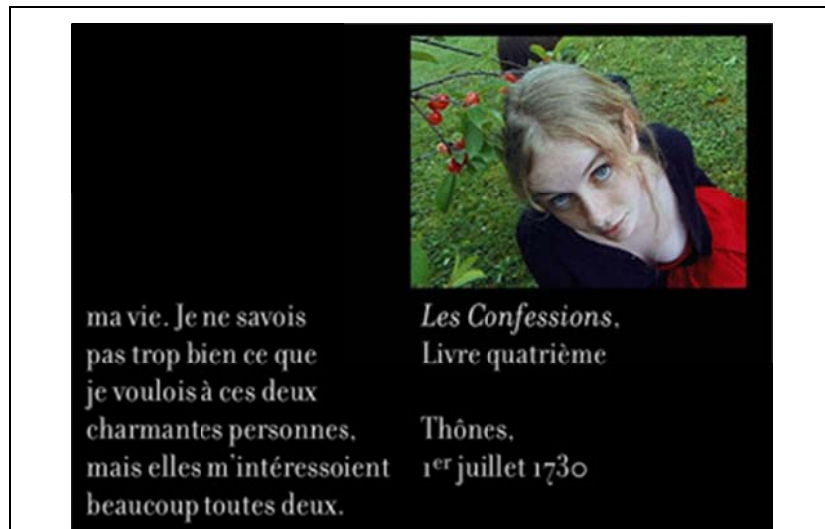 ma vie. Je ne savois
pas trop bien ce que
je voulois à ces deux
charmantes personnes,
mais elles m'intéressoient
beaucoup toutes deux.
Les Confessions,
Livre quatrième
Thônes,
1er juillet 1730